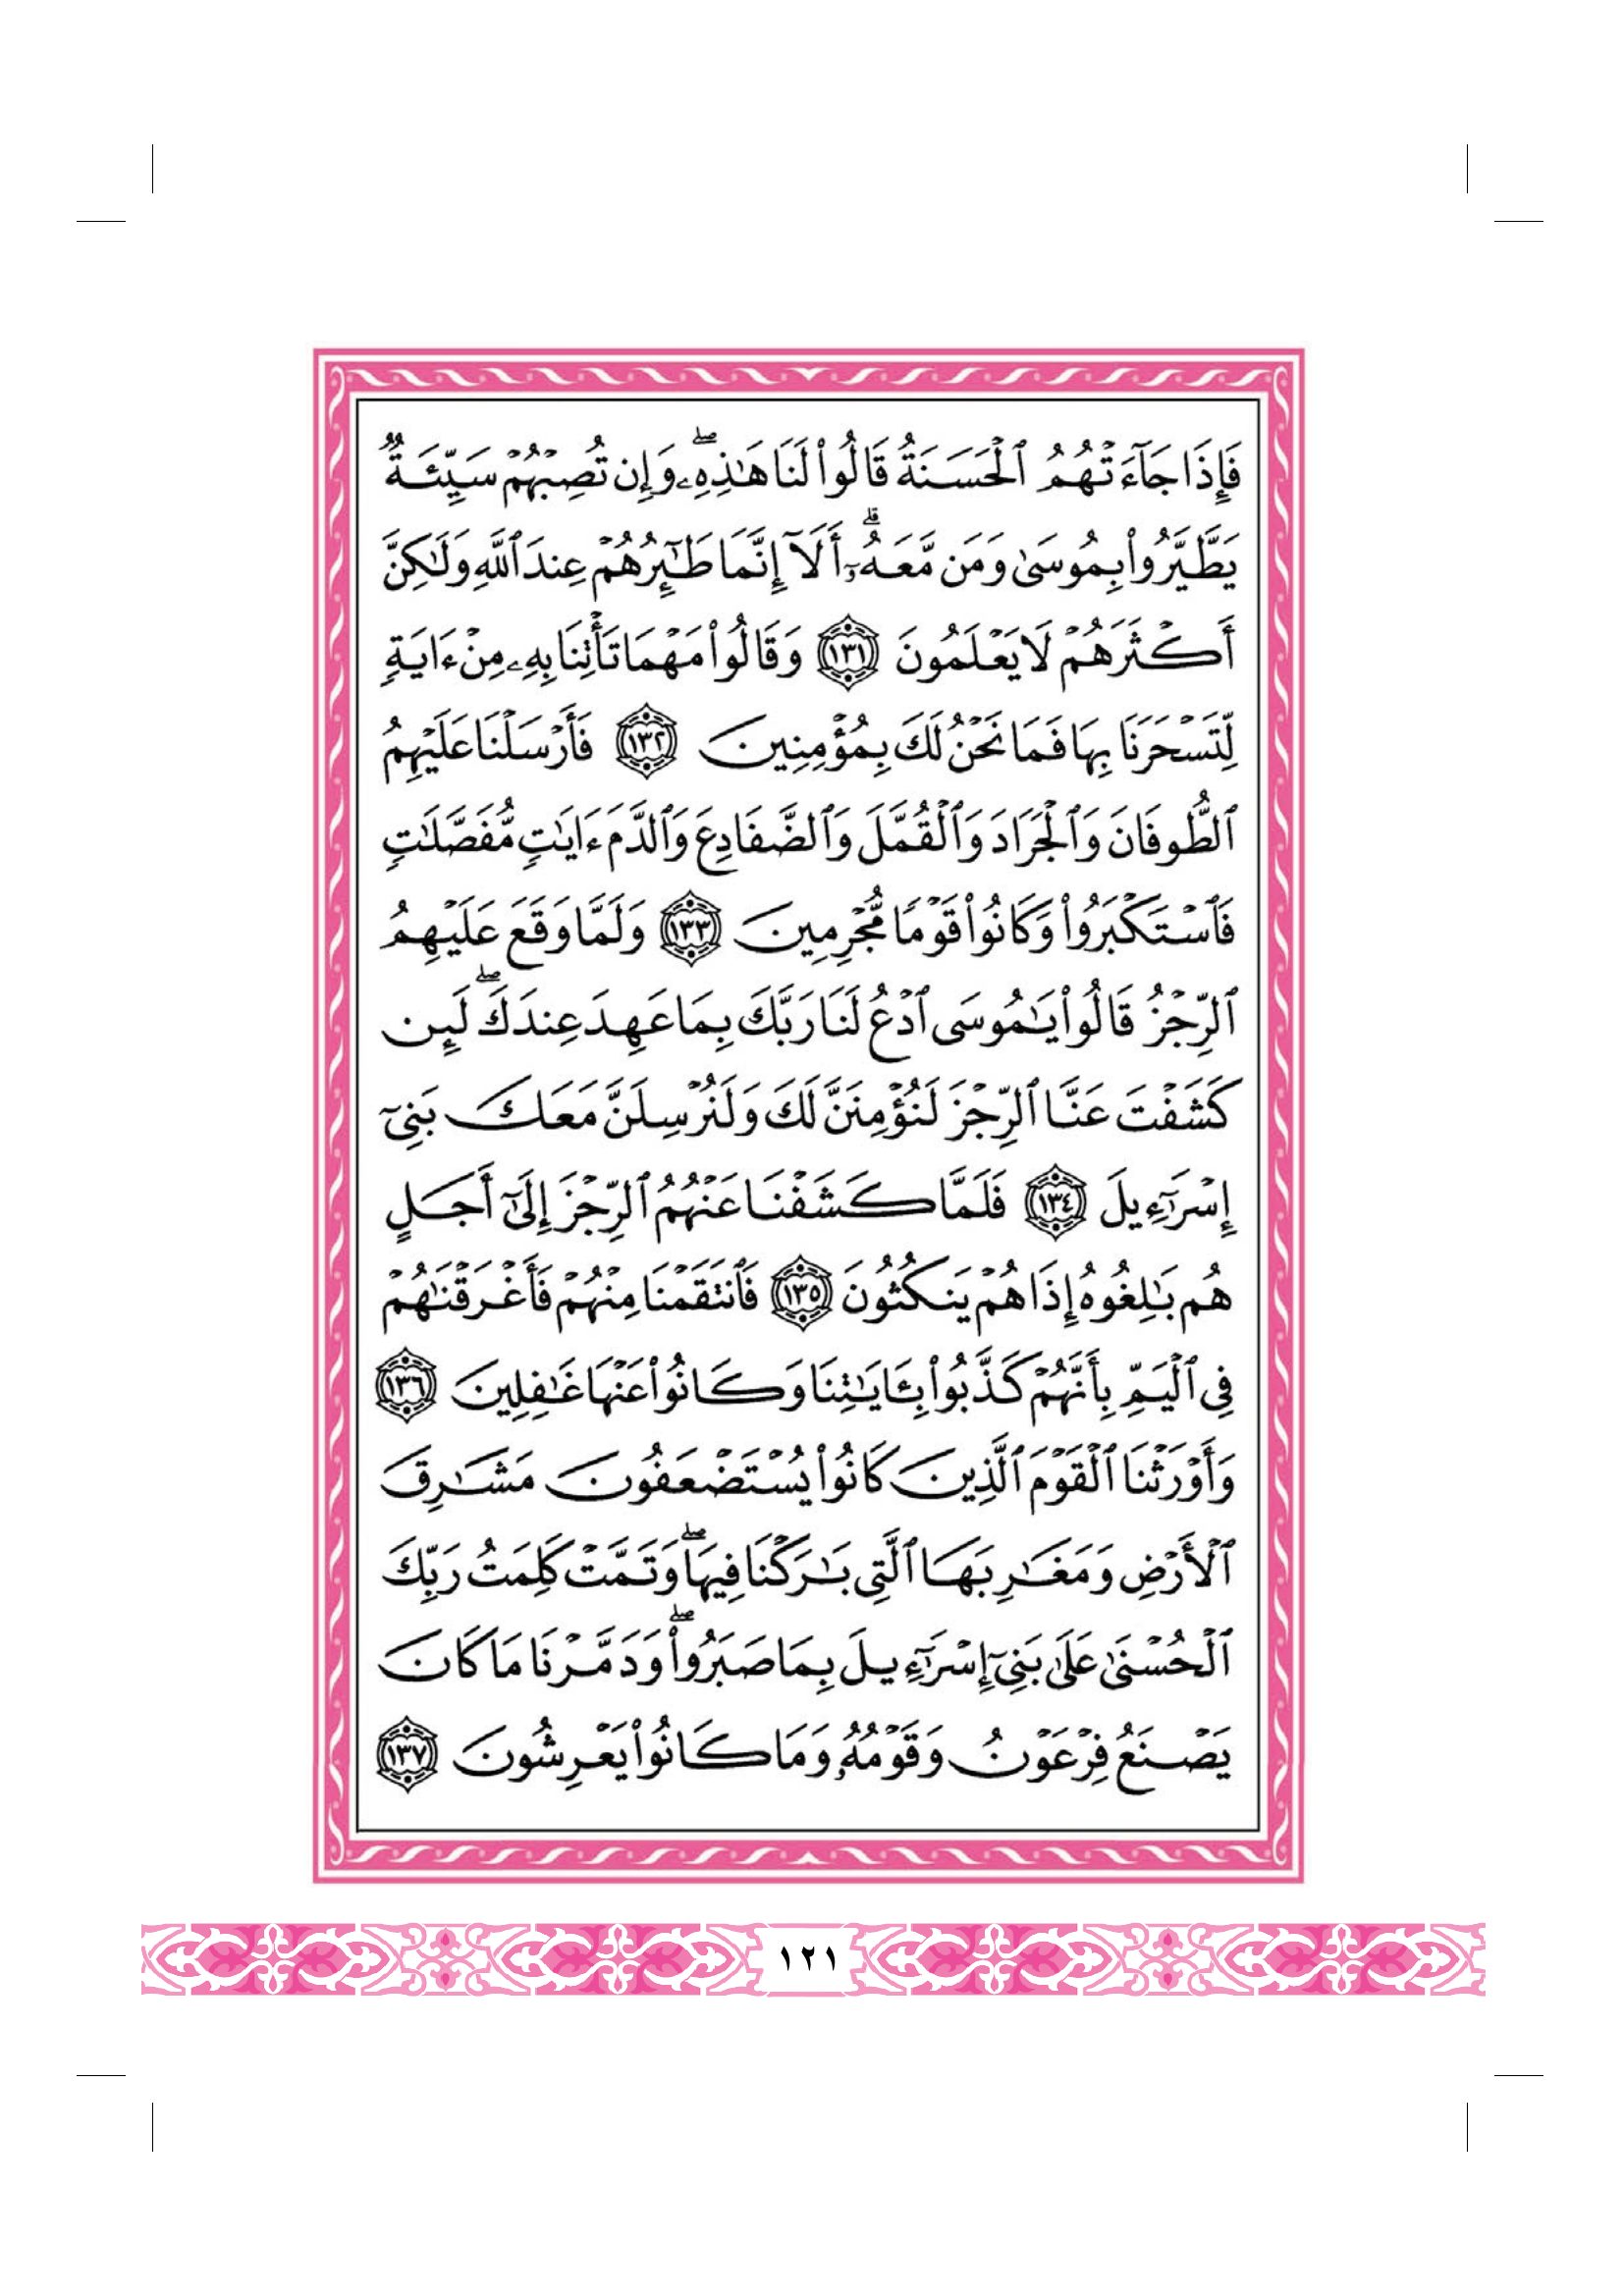 فَإِذَا جَآءَتْهُمُ ٱلْحَسَنَةُ قَالُوا۟ لَنَا هَـٰذِهِۦ ۖ وَإِن تُصِبْهُمْ سَيِّئَةٌ
يَطَّيَّرُوا۟ بِمُوسَىٰ وَمَن مَّعَهُۥٓ ۗ أَلَآ إِنَّمَا طَـٰٓئِرُهُمْ عِندَ ٱللَّهِ وَلَـٰكِنَّ
أَكْثَرَهُمْ لَا يَعْلَمُونَ ١٣١ وَقَالُوا۟ مَهْمَا تَأْتِنَا بِهِۦ مِنْ ءَايَةٍ
لِّتَسْحَرَنَا بِهَا فَمَا نَحْنُ لَكَ بِمُؤْمِنِينَ ١٣٢ فَأَرْسَلْنَا عَلَيْهِمُ
ٱلطُّوفَانَ وَٱلْجَرَادَ وَٱلْقُمَّلَ وَٱلضَّفَادِعَ وَٱلدَّمَ ءَايَـٰتٍ مُّفَصَّلَـٰتٍ
فَٱسْتَكْبَرُوا۟ وَكَانُوا۟ قَوْمًا مُّجْرِمِينَ ١٣٣ وَلَمَّا وَقَعَ عَلَيْهِمُ
ٱلرِّجْزُ قَالُوا۟ يَـٰمُوسَى ٱدْعُ لَنَا رَبَّكَ بِمَا عَهِدَ عِندَكَ ۖ لَئِن
كَشَفْتَ عَنَّا ٱلرِّجْزَ لَنُؤْمِنَنَّ لَكَ وَلَنُرْسِلَنَّ مَعَكَ بَنِىٓ
إِسْرَٰٓءِيلَ ١٣٤ فَلَمَّا كَشَفْنَا عَنْهُمُ ٱلرِّجْزَ إِلَىٰٓ أَجَلٍ
هُم بَـٰلِغُوهُ إِذَا هُمْ يَنكُثُونَ ١٣٥ فَٱنتَقَمْنَا مِنْهُمْ فَأَغْرَقْنَـٰهُمْ
فِى ٱلْيَمِّ بِأَنَّهُمْ كَذَّبُوا۟ بِـَٔايَـٰتِنَا وَكَانُوا۟ عَنْهَا غَـٰفِلِينَ ١٣٦
وَأَوْرَثْنَا ٱلْقَوْمَ ٱلَّذِينَ كَانُوا۟ يُسْتَضْعَفُونَ مَشَـٰرِقَ
ٱلْأَرْضِ وَمَغَـٰرِبَهَا ٱلَّتِى بَـٰرَكْنَا فِيهَا ۖ وَتَمَّتْ كَلِمَتُ رَبِّكَ
ٱلْحُسْنَىٰ عَلَىٰ بَنِىٓ إِسْرَٰٓءِيلَ بِمَا صَبَرُوا۟ ۖ وَدَمَّرْنَا مَا كَانَ
يَصْنَعُ فِرْعَوْنُ وَقَوْمُهُۥ وَمَا كَانُوا۟ يَعْرِشُونَ ١٣٧
١٢١